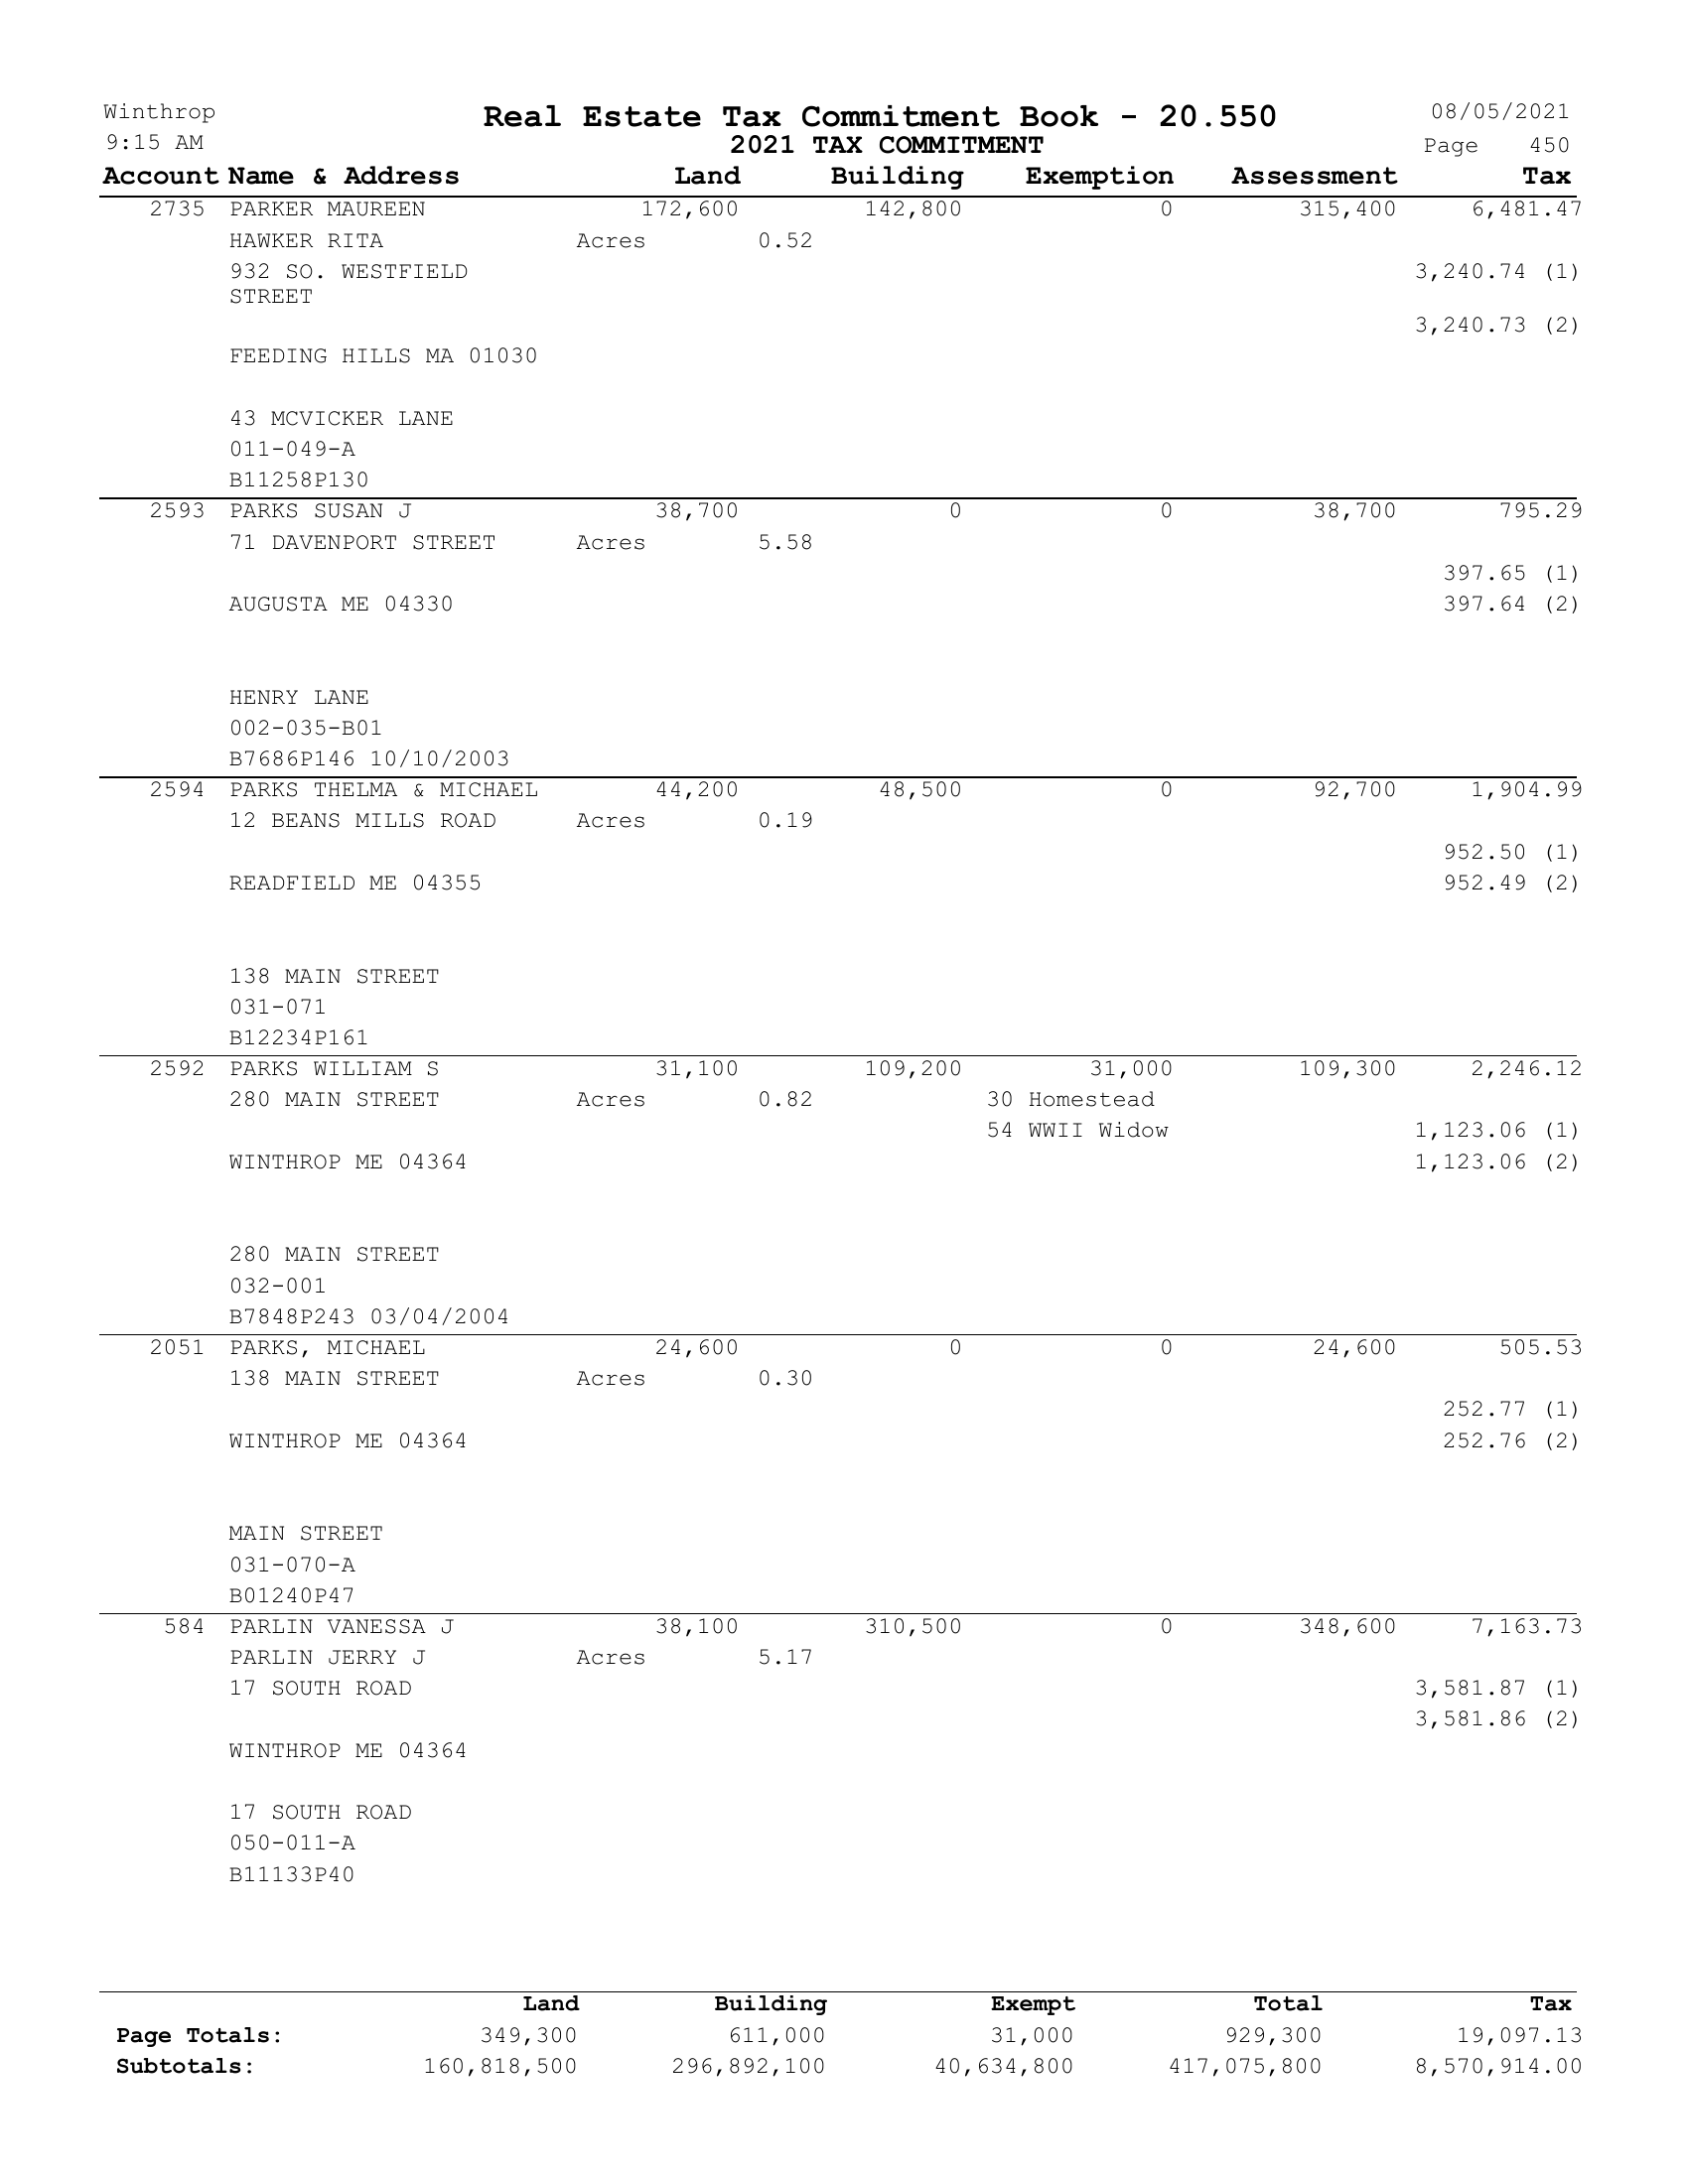 Winthrop Real Estate Tax Commitment Book - 20.550 08/05/2021
9:15 AM 2021 TAX COMMITMENT Page 450
Account Name & Address Land Building Exemption Assessment Tax
2735 PARKER MAUREEN 172,600 142,800 0 315,400 6,481.47
HAWKER RITA Acres 0.52
932 SO. WESTFIELD 3,240.74 (1)
STREET
3,240.73 (2)
FEEDING HILLS MA 01030
43 MCVICKER LANE
011-049-A
B11258P130
2593 PARKS SUSAN J 38,700 0 0 38,700 795.29
71 DAVENPORT STREET Acres 5.58
397.65 (1)
AUGUSTA ME 04330 397.64 (2)
HENRY LANE
002-035-B01
B7686P146 10/10/2003
2594 PARKS THELMA & MICHAEL 44,200 48,500 0 92,700 1,904.99
12 BEANS MILLS ROAD Acres 0.19
952.50 (1)
READFIELD ME 04355 952.49 (2)
138 MAIN STREET
031-071
B12234P161
2592 PARKS WILLIAM S 31,100 109,200 31,000 109,300 2,246.12
280 MAIN STREET Acres 0.82 30 Homestead
54 WWII Widow 1,123.06 (1)
WINTHROP ME 04364 1,123.06 (2)
280 MAIN STREET
032-001
B7848P243 03/04/2004
2051 PARKS, MICHAEL 24,600 0 0 24,600 505.53
138 MAIN STREET Acres 0.30
252.77 (1)
WINTHROP ME 04364 252.76 (2)
MAIN STREET
031-070-A
B01240P47
584 PARLIN VANESSA J 38,100 310,500 0 348,600 7,163.73
PARLIN JERRY J Acres 5.17
17 SOUTH ROAD 3,581.87 (1)
3,581.86 (2)
WINTHROP ME 04364
17 SOUTH ROAD
050-011-A
B11133P40
Land Building Exempt Total Tax
Page Totals: 349,300 611,000 31,000 929,300 19,097.13
Subtotals: 160,818,500 296,892,100 40,634,800 417,075,800 8,570,914.00